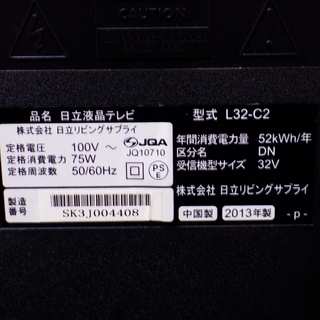 品名 日立液晶テレビ
株式会社 日立リビングサプライ
定格電圧 100V～
定格消費電力 75W
定格周波数 50/60Hz
JQA
JQ10710
PS
E
製造
番号
SK3J004408
型式 L32-C2
年間消費電力量 52kWh/年
区分名 DN
受信機型サイズ 32V
株式会社 日立リビングサプライ
中国製 2013年製 -p-